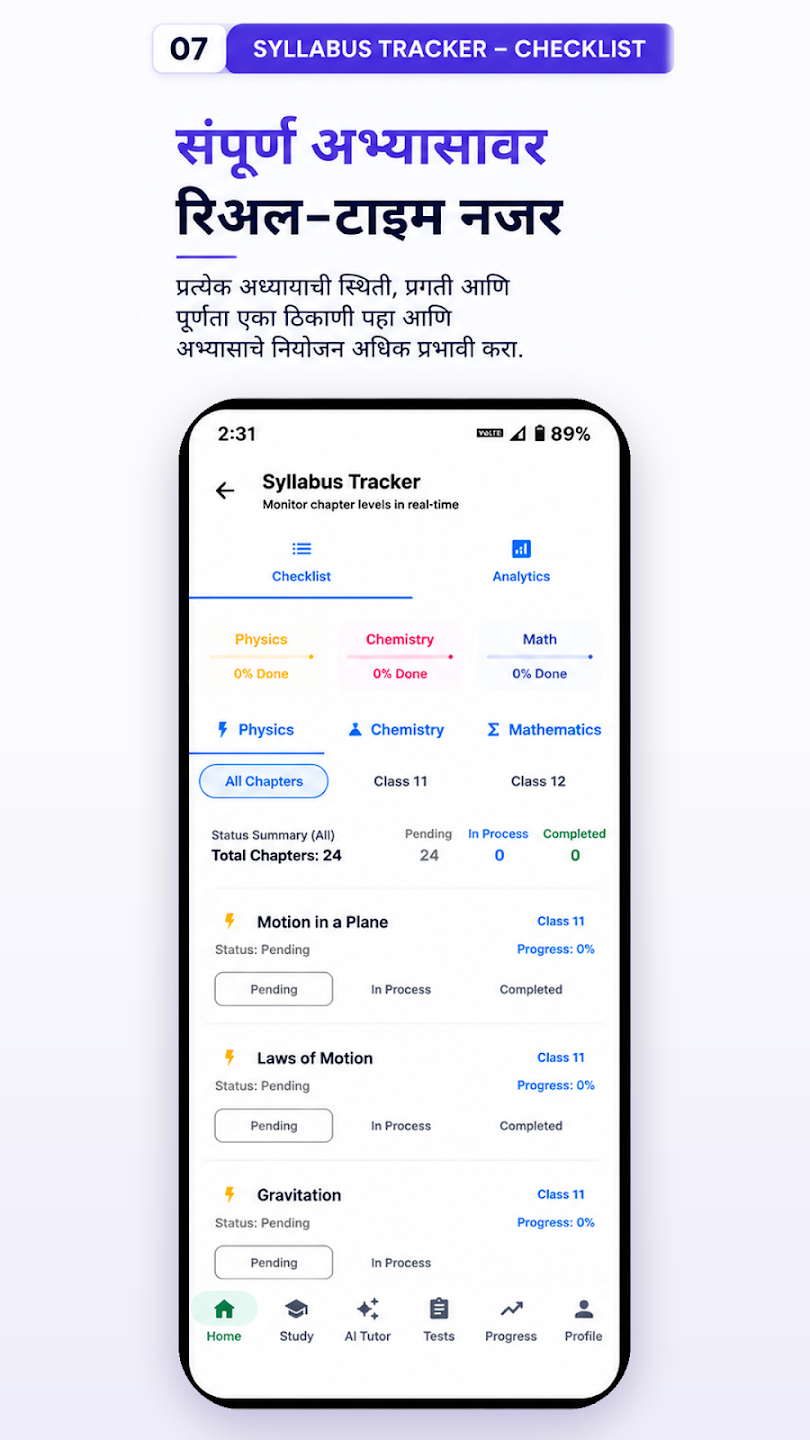 07 SYLLABUS TRACKER – CHECKLIST
संपूर्ण अभ्यासावर
रिअल-टाइम नजर
प्रत्येक अध्यायाची स्थिती, प्रगती आणि
पूर्णता एका ठिकाणी पहा आणि
अभ्यासाचे नियोजन अधिक प्रभावी करा.
2:31 VoLTE 89%
Syllabus Tracker
Monitor chapter levels in real-time
Checklist Analytics
Physics Chemistry Math
0% Done 0% Done 0% Done
Physics Chemistry Mathematics
All Chapters Class 11 Class 12
Status Summary (All) Pending In Process Completed
Total Chapters: 24 24 0 0
Motion in a Plane Class 11
Status: Pending Progress: 0%
Pending In Process Completed
Laws of Motion Class 11
Status: Pending Progress: 0%
Pending In Process Completed
Gravitation Class 11
Status: Pending Progress: 0%
Pending In Process
Home Study AI Tutor Tests Progress Profile